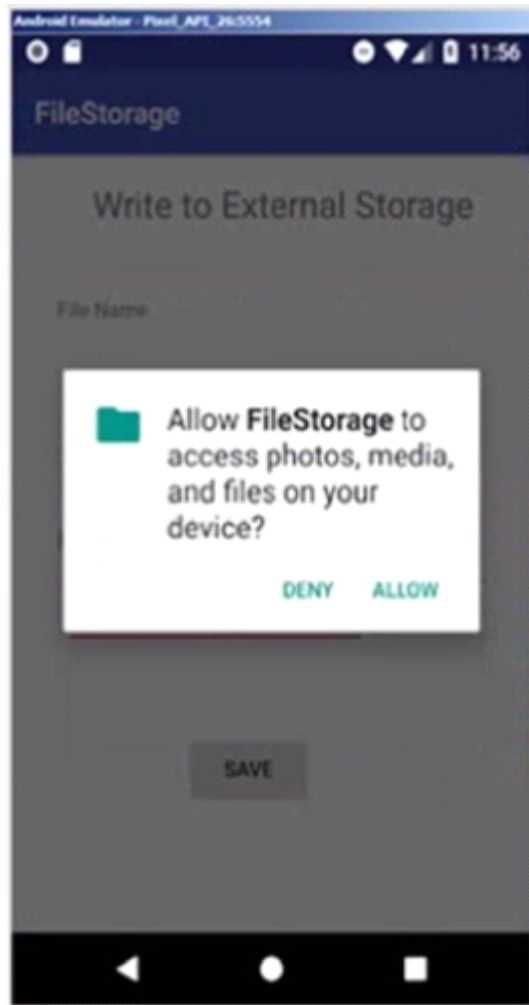 Android Emulator - Pixel_API_26:5554
11:56
FileStorage
Write to External Storage
File Name
Allow FileStorage to
access photos, media,
and files on your
device?
DENY ALLOW
SAVE